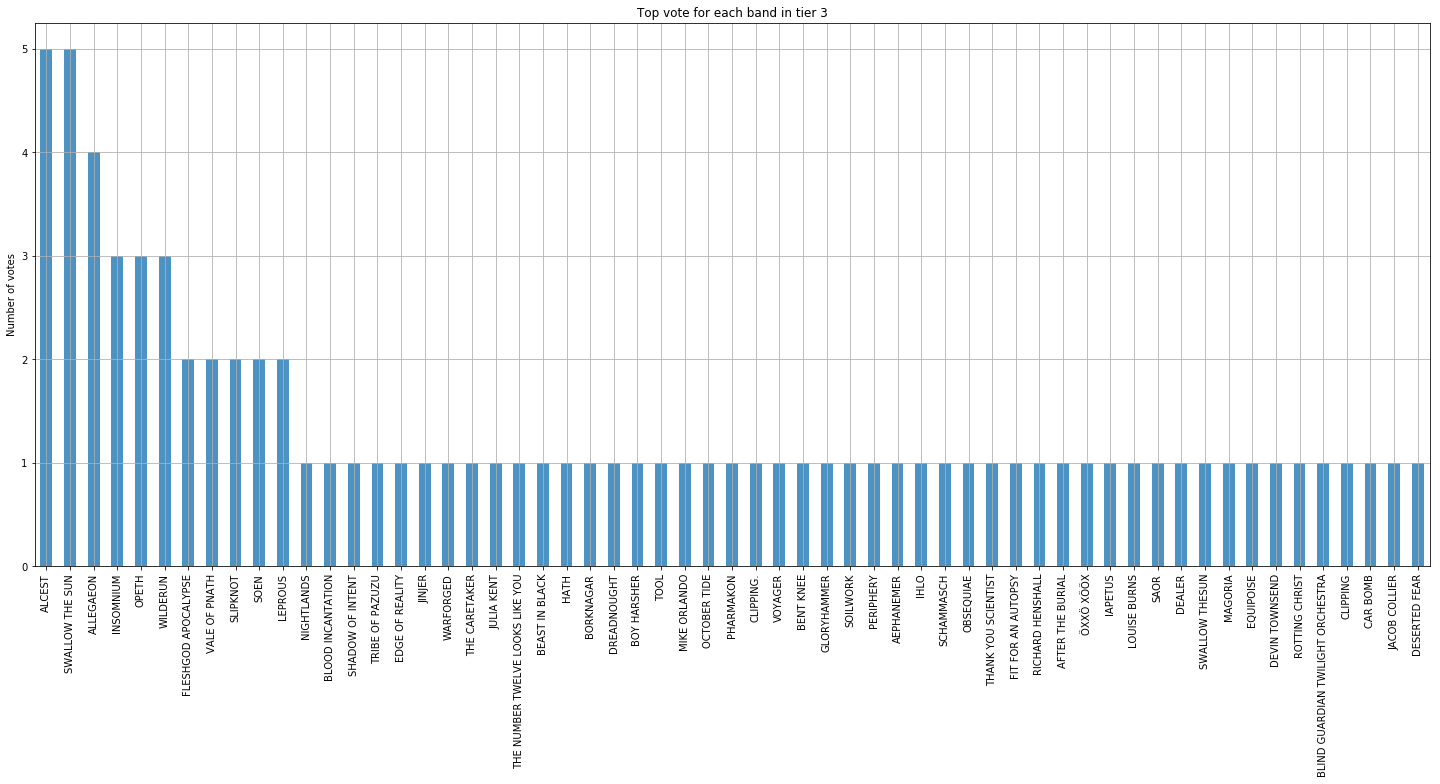 Top vote for each band in tier 3
Number of votes
5
4
3
2
1
0
ALCEST
SWALLOW THE SUN
ALLEGAEON
INSOMNIUM
OPETH
WILDERUN
FLESHGOD APOCALYPSE
VALE OF PNATH
SLIPKNOT
SOEN
LEPROUS
NIGHTLANDS
BLOOD INCANTATION
SHADOW OF INTENT
TRIBE OF PAZUZU
EDGE OF REALITY
JINJER
WARFORGED
THE CARETAKER
JULIA KENT
THE NUMBER TWELVE LOOKS LIKE YOU
BEAST IN BLACK
HATH
BORKNAGAR
DREADNOUGHT
BOY HARSHER
TOOL
MIKE ORLANDO
OCTOBER TIDE
PHARMAKON
CLIPPING.
VOYAGER
BENT KNEE
GLORYHAMMER
SOILWORK
PERIPHERY
AEPHANEMER
IHLO
SCHAMMASCH
OBSEQUIAE
THANK YOU SCIENTIST
FIT FOR AN AUTOPSY
RICHARD HENSHALL
AFTER THE BURIAL
ÖXXÖ XÖÖX
IAPETUS
LOUISE BURNS
SAOR
DEALER
SWALLOW THESUN
MAGORIA
EQUIPOISE
DEVIN TOWNSEND
ROTTING CHRIST
BLIND GUARDIAN TWILIGHT ORCHESTRA
CLIPPING
CAR BOMB
JACOB COLLIER
DESERTED FEAR